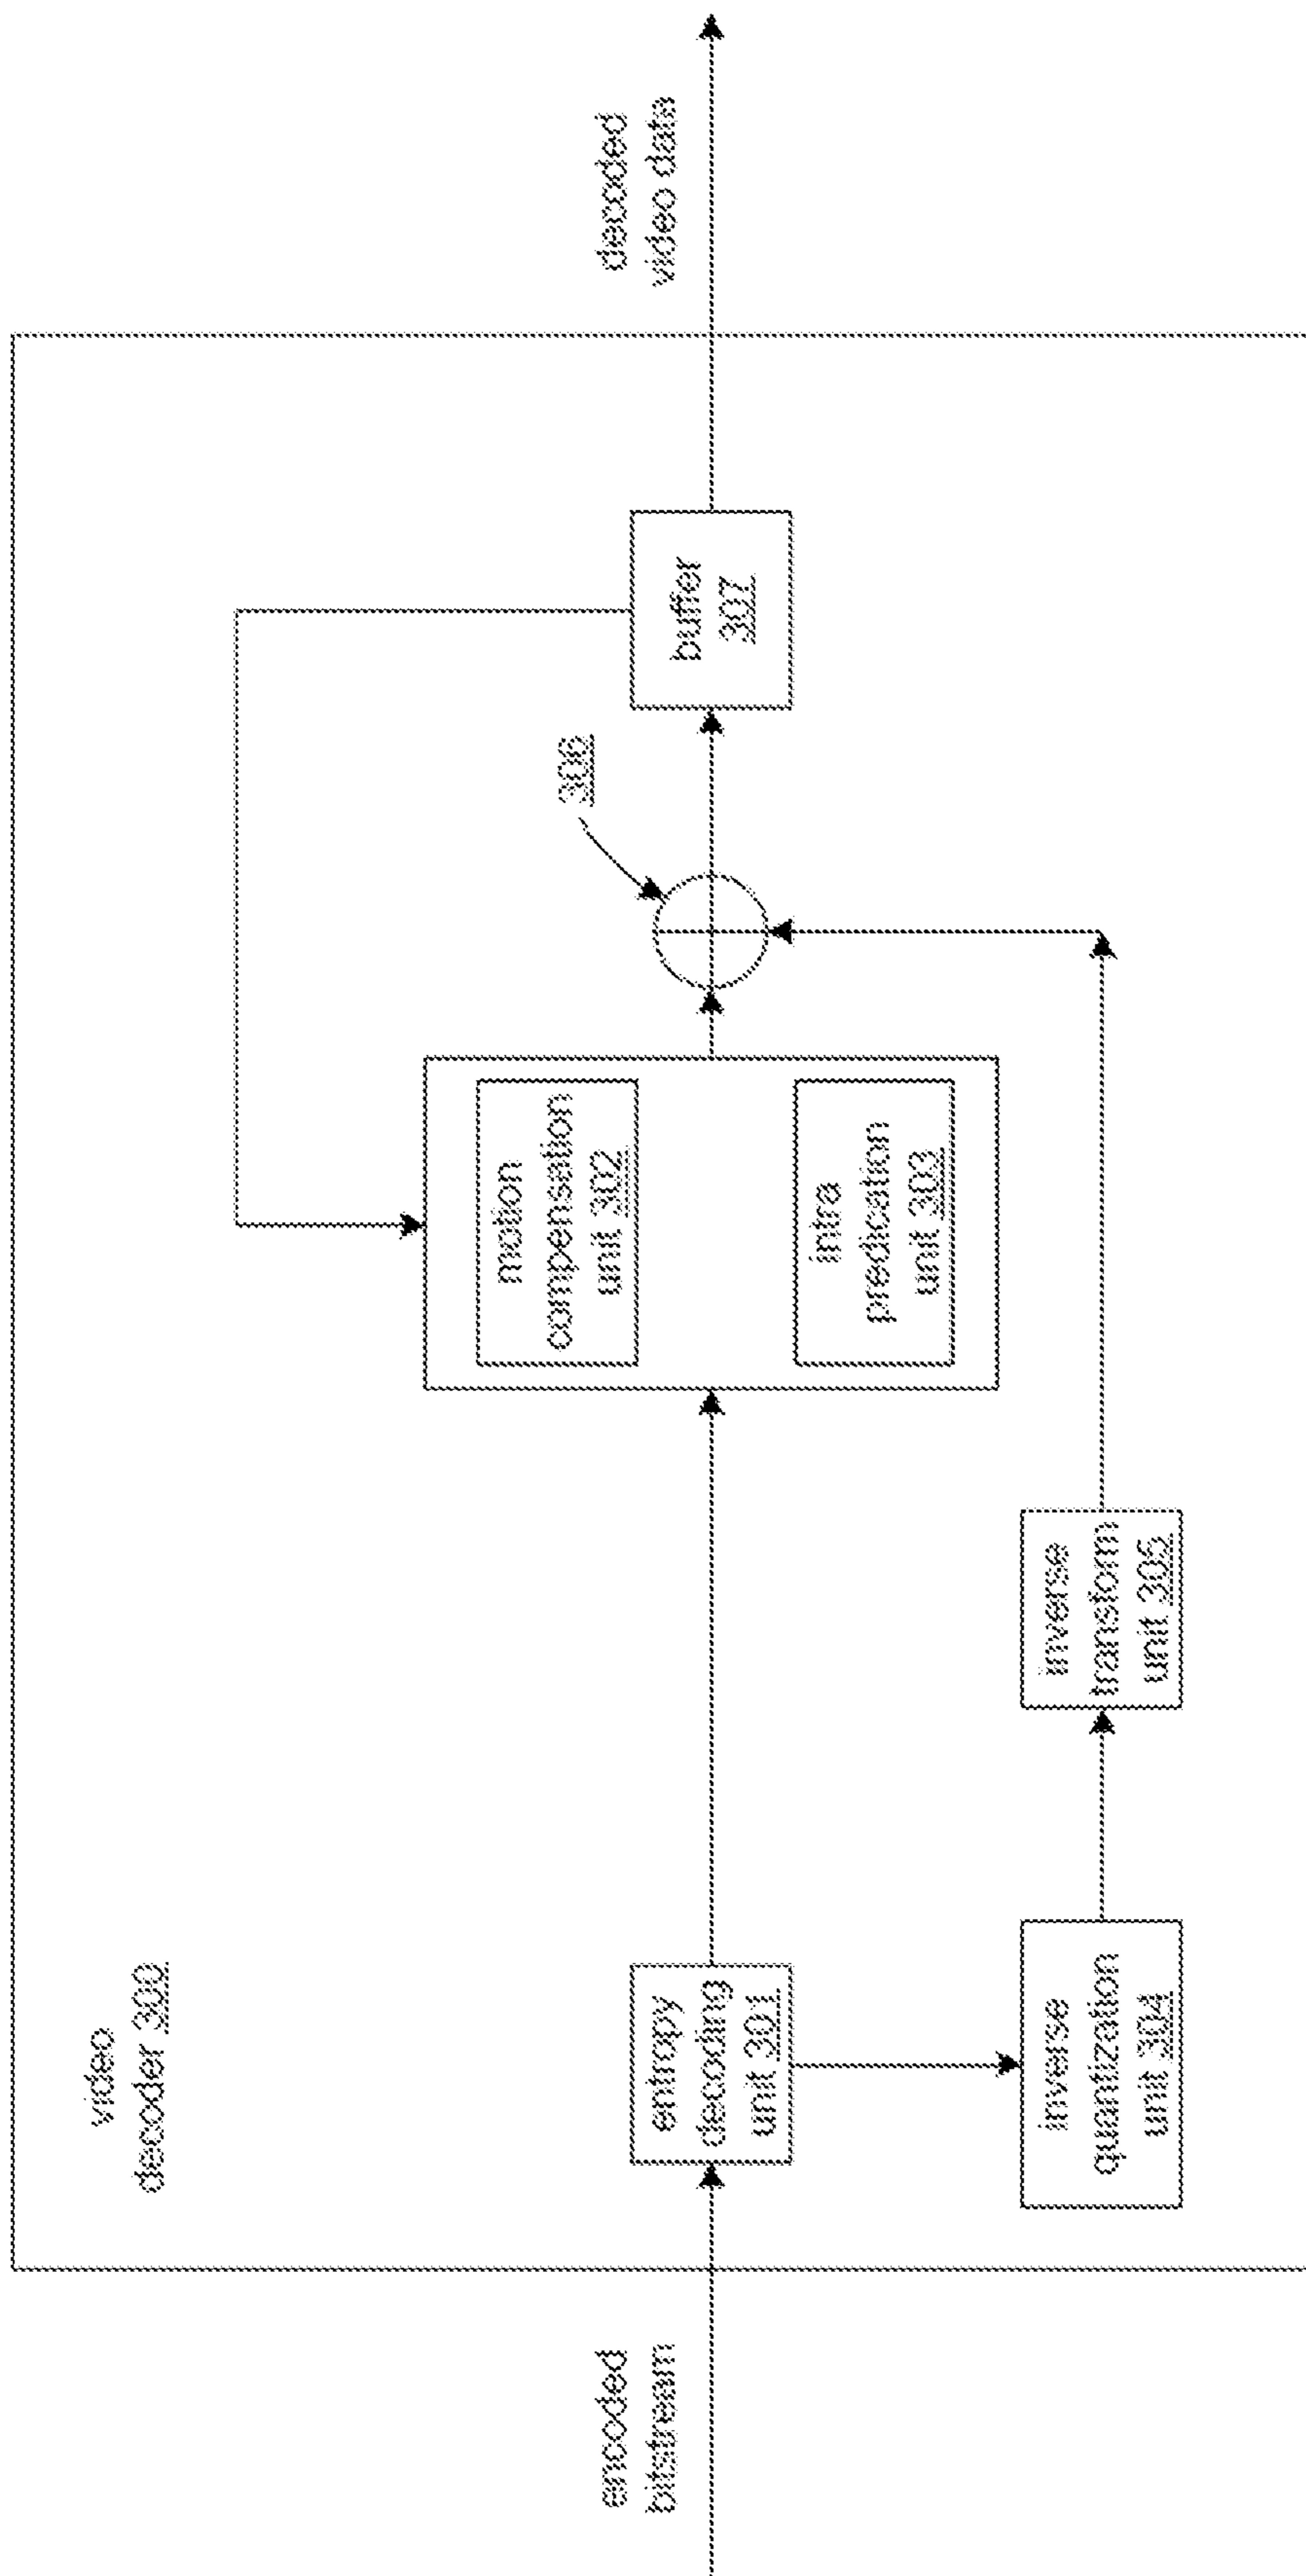 video
decoder 300
encoded
bitstream
entropy
decoding
unit 301
inverse
quantization
unit 304
inverse
transform
unit 305
motion
compensation
unit 302
intra
predication
unit 303
306
buffer
307
decoded
video data